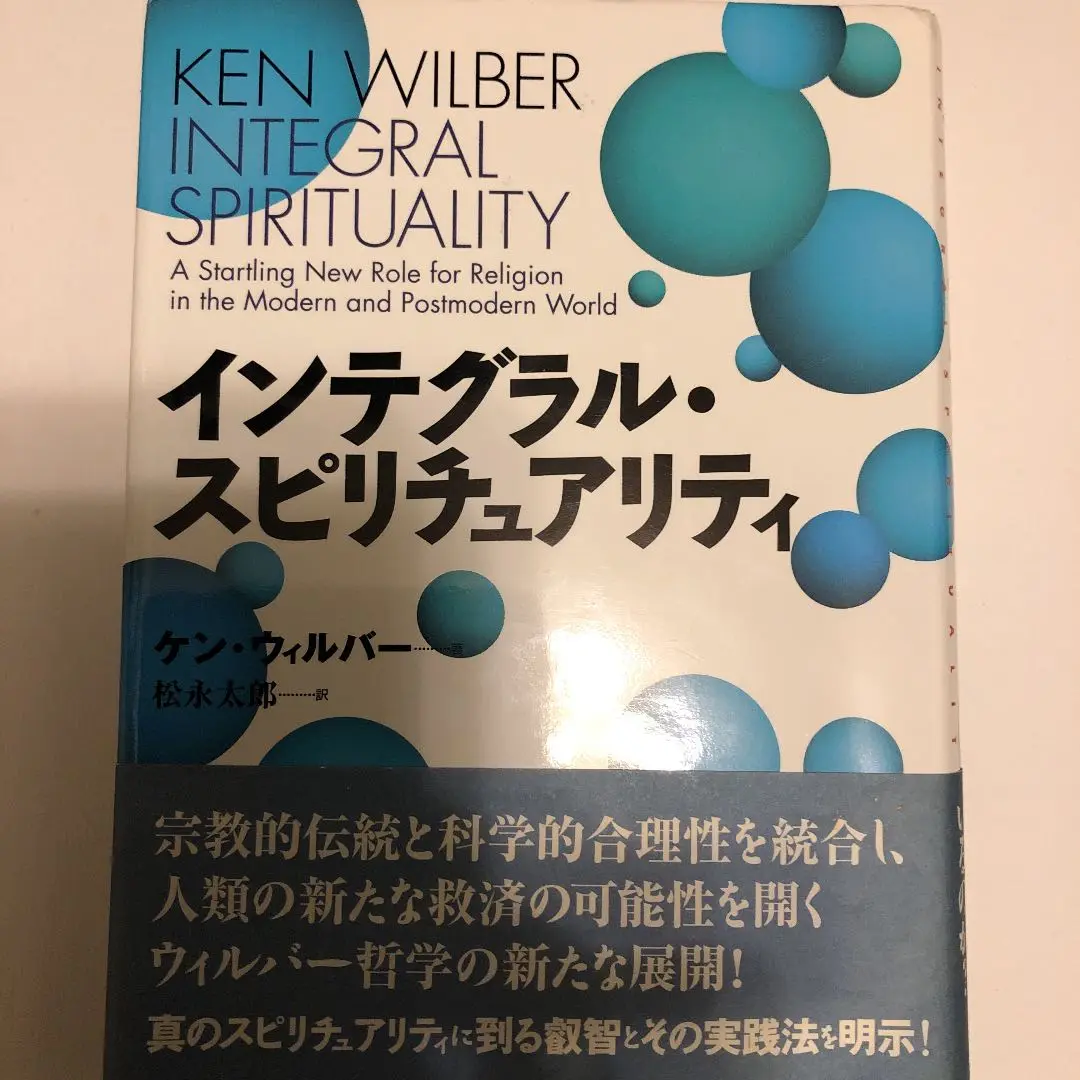 KEN WILBER
INTEGRAL
SPIRITUALITY
A Startling New Role for Religion
in the Modern and Postmodern World
インテグラル・
スピリチュアリティ
ケン・ウィルバー………著
松永太郎………訳
宗教的伝統と科学的合理性を統合し、
人類の新たな救済の可能性を開く
ウィルバー哲学の新たな展開!
真のスピリチュアリティに到る叡智とその実践法を明示!